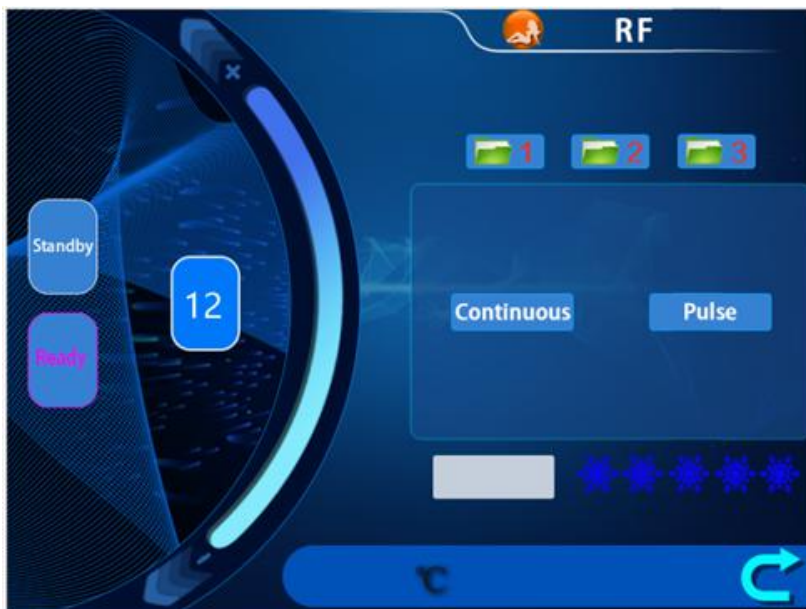 RF
1 2 3
Standby
12
Continuous Pulse
Ready
℃